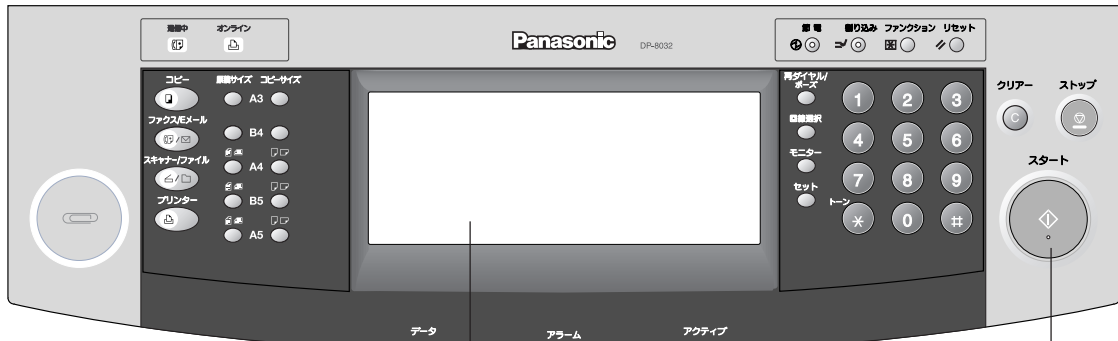 通信中 オンライン
Panasonic DP-8032
節電 割り込み ファンクション リセット
コピー
ファクス/Eメール
スキャナー/ファイル
プリンター
原稿サイズ コピーサイズ
A3
B4
A4
B5
A5
再ダイヤル/
ポーズ
回線選択
モニター
セット
トーン
1 2 3
4 5 6
7 8 9
* 0 #
クリアー ストップ
C
スタート
データ アラーム アクティブ